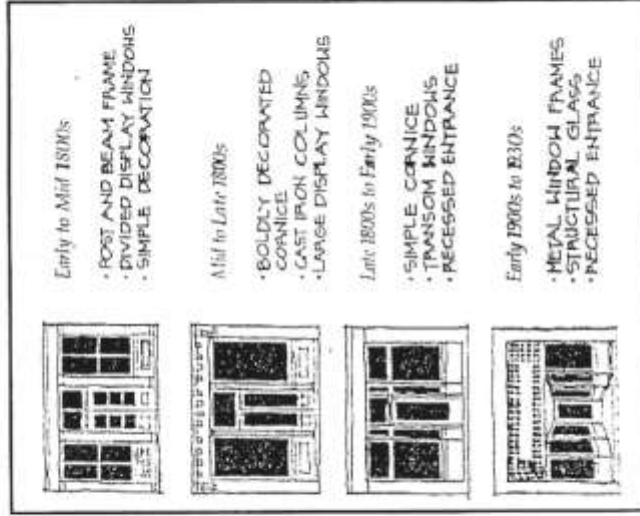 Early to Mid 1800s
• POST AND BEAM FRAME
• DIVIDED DISPLAY WINDOWS
• SIMPLE DECORATION
Mid to Late 1800s
• BOLDLY DECORATED
CORNICE
• CAST IRON COLUMNS
• LARGE DISPLAY WINDOWS
Late 1800s to Early 1900s
• SIMPLE CORNICE
• TRANSOM WINDOWS
• RECESSED ENTRANCE
Early 1900s to 1930s
• METAL WINDOW FRAMES
• STRUCTURAL GLASS
• RECESSED ENTRANCE